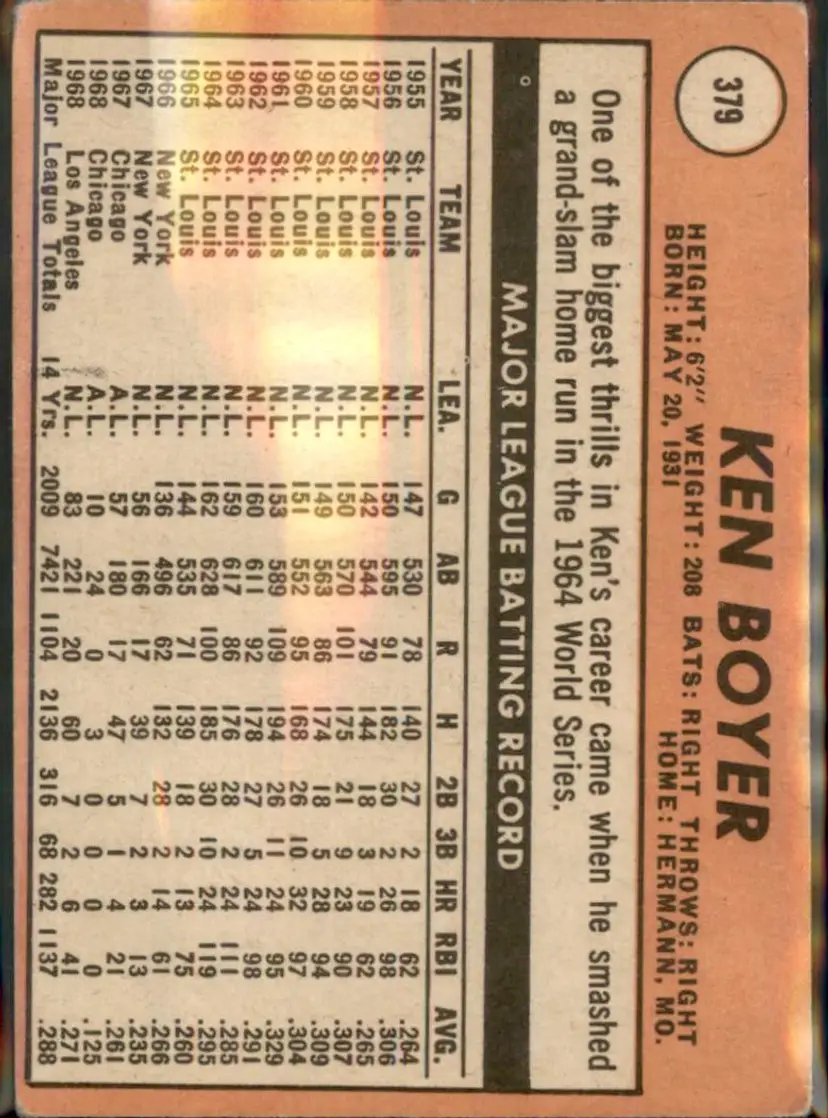 379
KEN BOYER
HEIGHT: 6'2" WEIGHT: 208 BATS: RIGHT THROWS: RIGHT
BORN: MAY 20, 1931 HOME: HERMANN, MO.
One of the biggest thrills in Ken's career came when he smashed
a grand-slam home run in the 1964 World Series.
MAJOR LEAGUE BATTING RECORD
YEAR TEAM LEA. G AB R H 2B 3B HR RBI AVG.
1955 St. Louis N.L. 147 530 78 140 27 2 18 62 .264
1956 St. Louis N.L. 150 595 91 182 30 2 26 98 .306
1957 St. Louis N.L. 142 544 79 144 18 3 19 62 .265
1958 St. Louis N.L. 150 570 101 175 21 9 23 90 .307
1959 St. Louis N.L. 149 563 86 174 18 5 28 94 .309
1960 St. Louis N.L. 151 552 95 168 26 10 32 97 .304
1961 St. Louis N.L. 153 589 109 194 26 11 24 95 .329
1962 St. Louis N.L. 160 611 92 178 27 5 24 98 .291
1963 St. Louis N.L. 159 617 86 176 28 2 24 111 .285
1964 St. Louis N.L. 162 628 100 185 30 10 24 119 .295
1965 St. Louis N.L. 144 535 71 139 18 2 13 75 .260
1966 New York N.L. 136 496 62 132 28 2 14 61 .266
1967 New York N.L. 56 166 17 39 7 2 3 13 .235
1967 Chicago A.L. 57 180 17 47 5 1 4 21 .261
1968 Chicago A.L. 10 24 0 3 0 0 0 0 .125
1968 Los Angeles N.L. 83 221 20 60 7 2 6 41 .271
Major League Totals 14 Yrs. 2009 7421 1104 2136 316 68 282 1137 .288